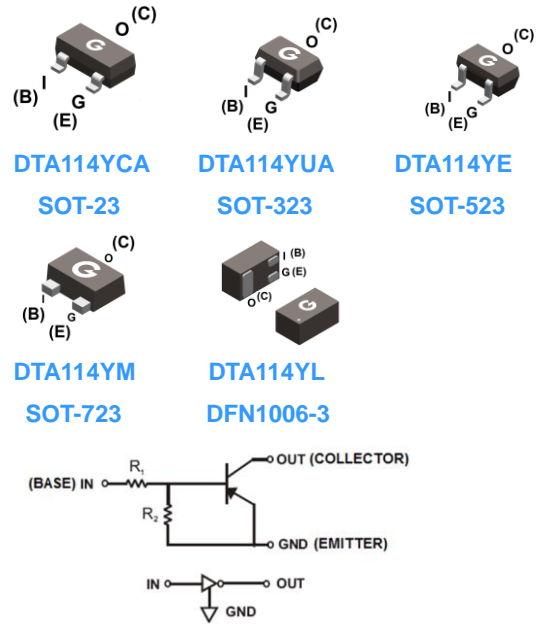 G O (C)
I
(B) G
(E)
DTA114YCA
SOT-23
G O (C)
I
(B) G
(E)
DTA114YUA
SOT-323
G O (C)
I
(B) G
(E)
DTA114YE
SOT-523
G O (C)
I
(B) G
(E)
DTA114YM
SOT-723
I (B)
G (E)
O (C)
G
DTA114YL
DFN1006-3
OUT (COLLECTOR)
R1
(BASE) IN
R2
GND (EMITTER)
IN OUT
GND